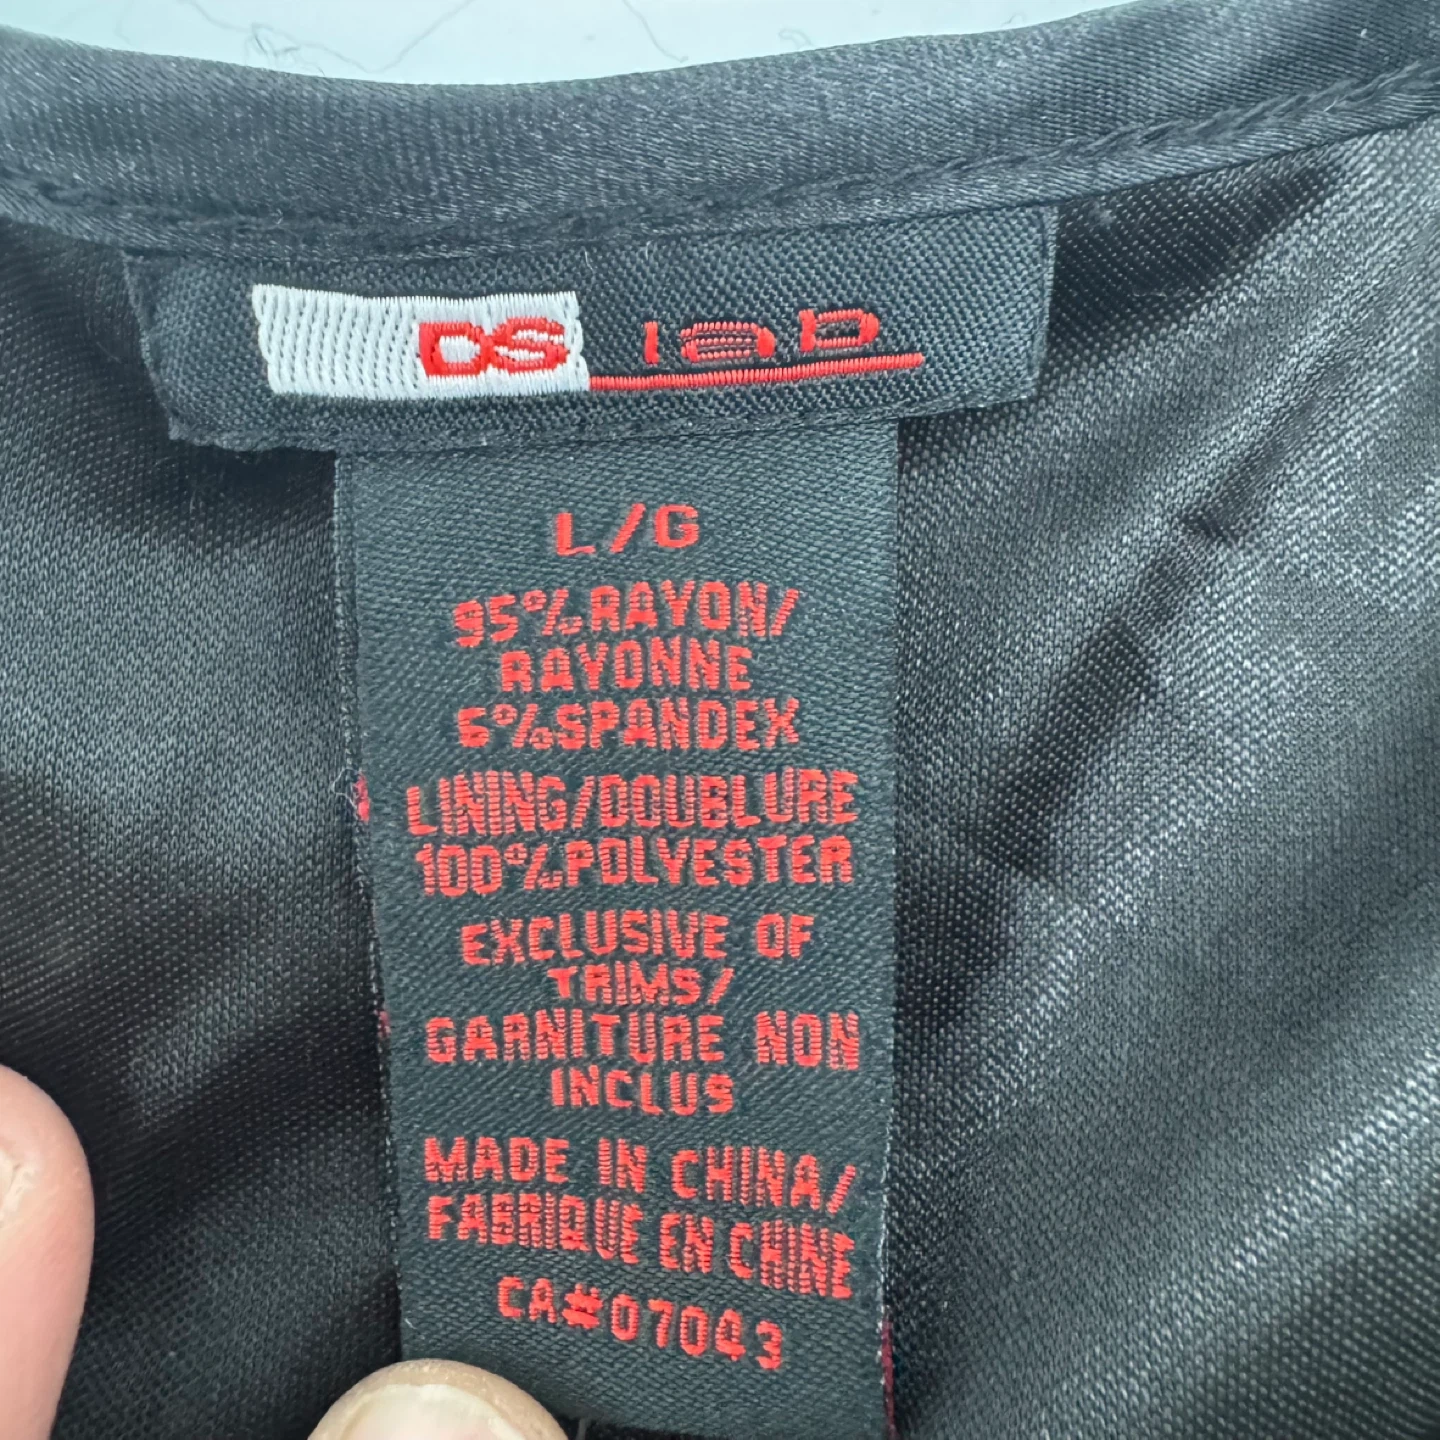 DS lab
L/G
95%RAYON/
RAYONNE
5%SPANDEX
LINING/DOUBLURE
100%POLYESTER
EXCLUSIVE OF
TRIMS/
GARNITURE NON
INCLUS
MADE IN CHINA/
FABRIQUE EN CHINE
CA#07043